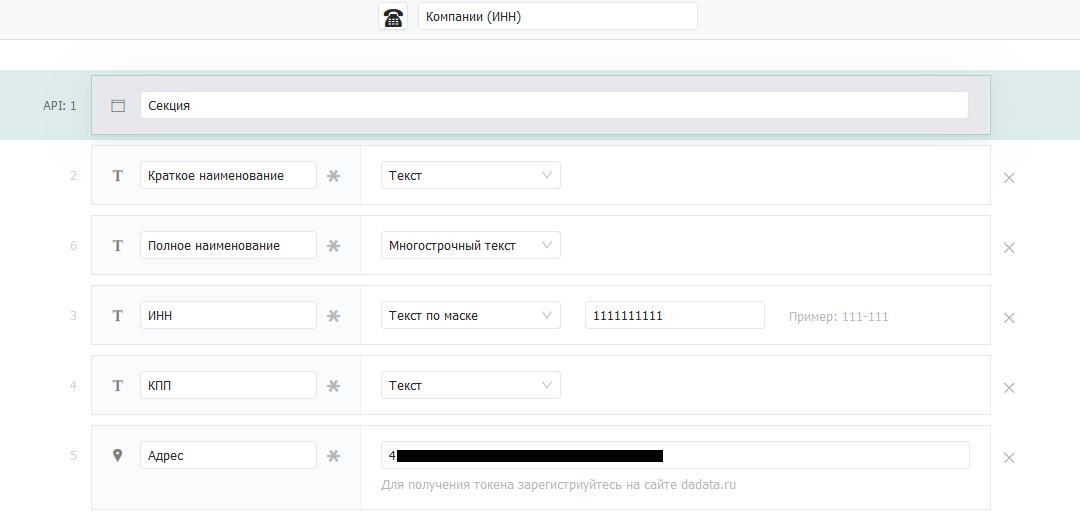 Компании (ИНН)
API: 1
Секция
2 T Краткое наименование Текст
6 T Полное наименование Многострочный текст
3 T ИНН Текст по маске 1111111111 Пример: 111-111
4 T КПП Текст
5 Адрес 4
Для получения токена зарегистрируйтесь на сайте dadata.ru